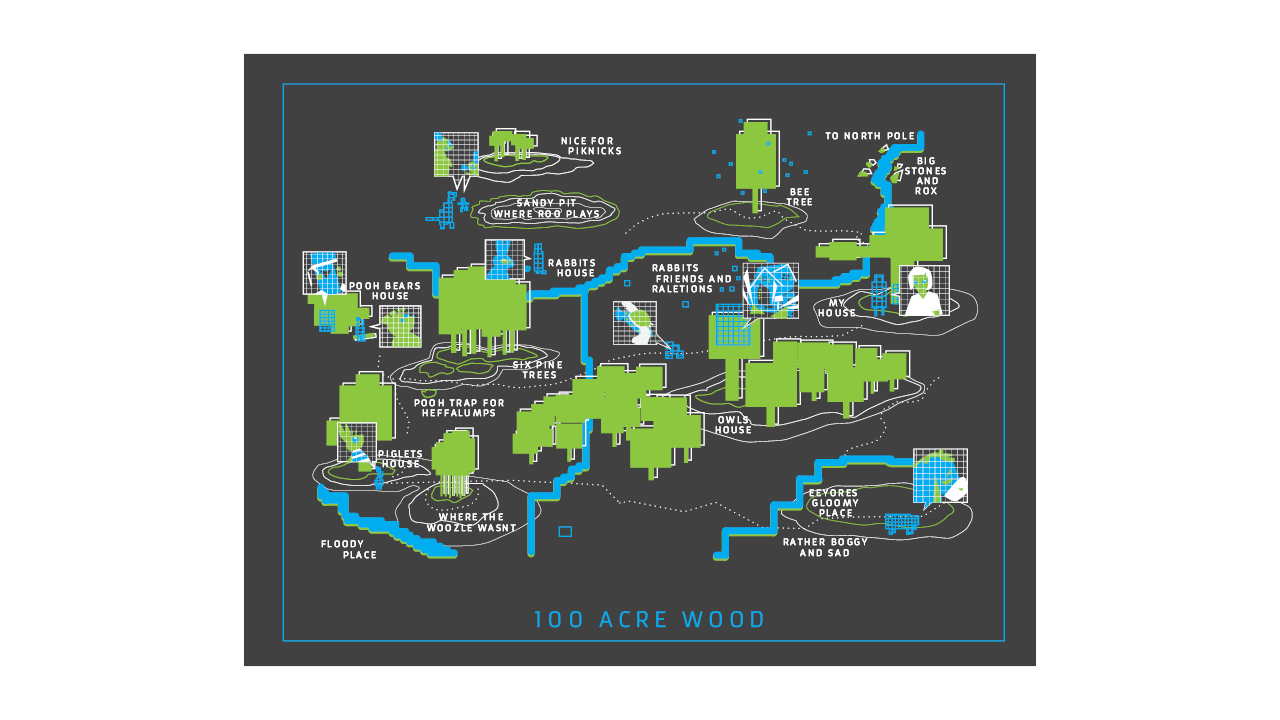 NICE FOR
PIKNICKS
TO NORTH POLE
BIG
STONES
AND
ROX
BEE
TREE
SANDY PIT
WHERE ROO PLAYS
RABBITS
HOUSE
RABBITS
FRIENDS AND
RALETIONS
POOH BEARS
HOUSE
MY
HOUSE
SIX PINE
TREES
POOH TRAP FOR
HEFFALUMPS
OWLS
HOUSE
PIGLETS
HOUSE
EEYORES
GLOOMY
PLACE
WHERE THE
WOOZLE WASNT
RATHER BOGGY
AND SAD
FLOODY
PLACE
100 ACRE WOOD